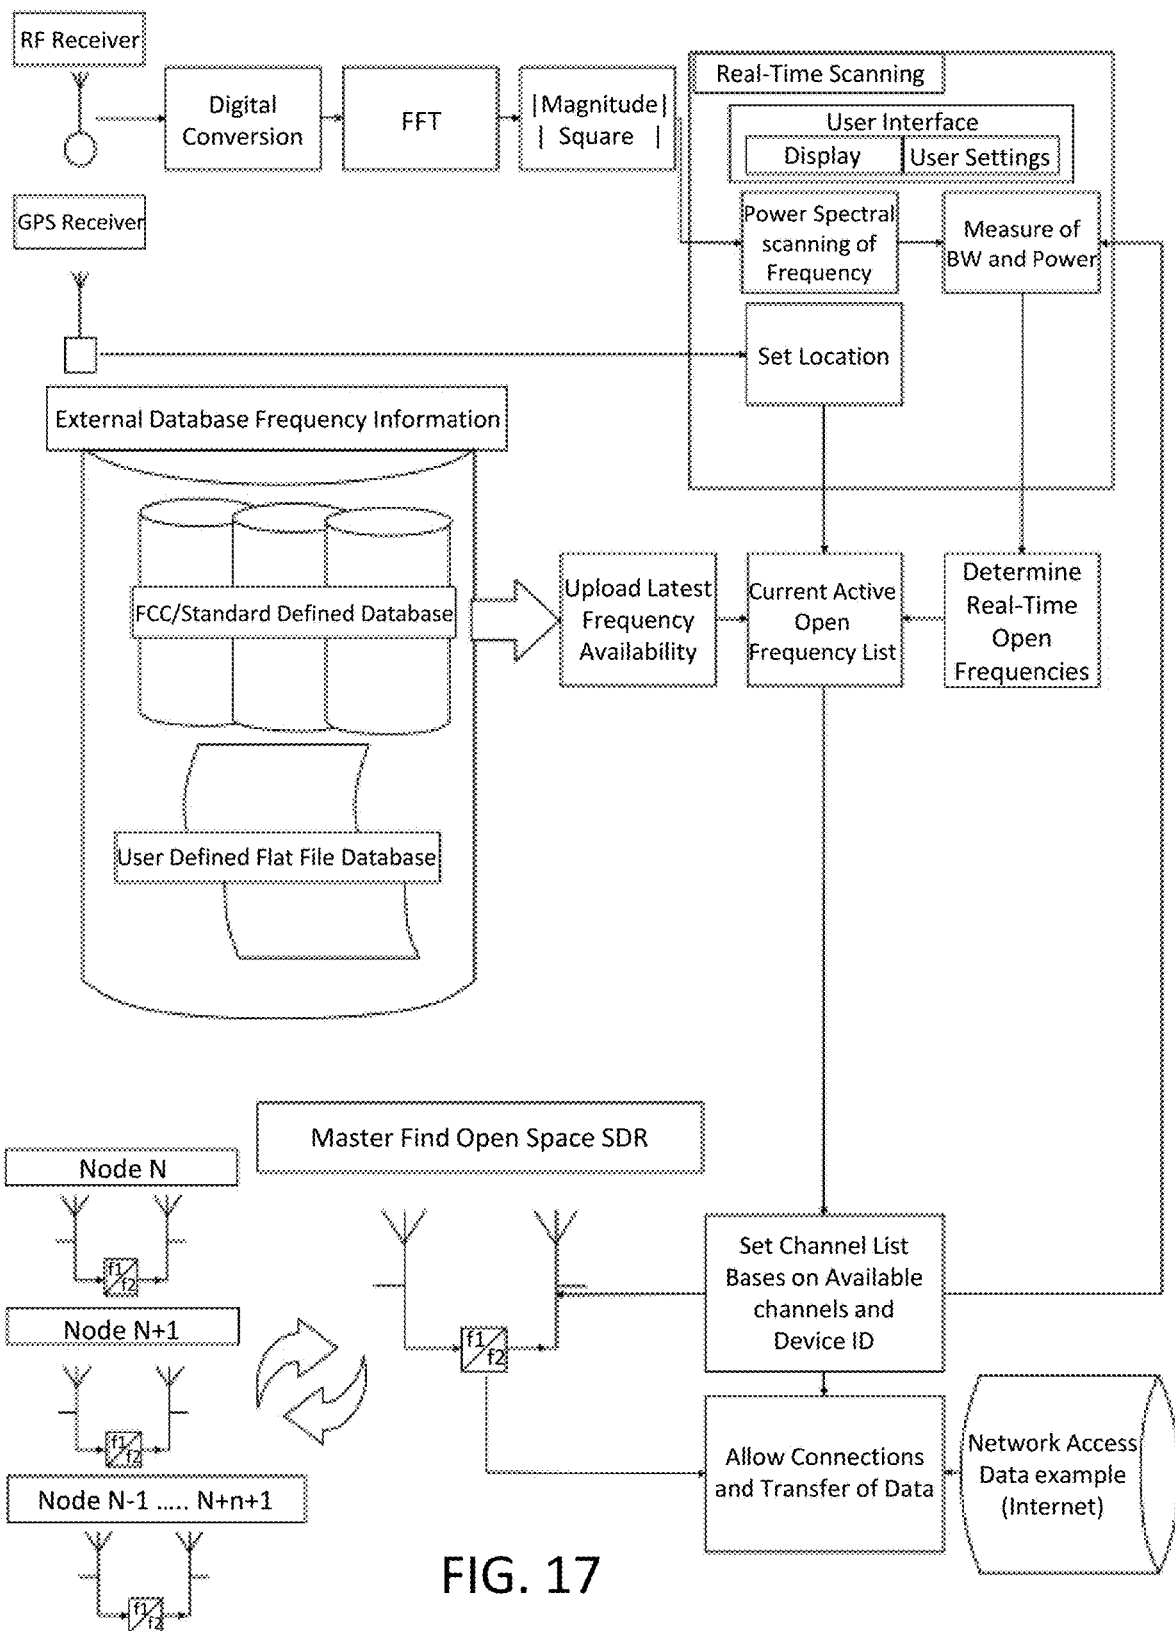 RF Receiver
Digital
Conversion
FFT
|Magnitude|
| Square |
Real-Time Scanning
User Interface
Display
User Settings
GPS Receiver
Power Spectral
scanning of
Frequency
Measure of
BW and Power
Set Location
External Database Frequency Information
FCC/Standard Defined Database
Upload Latest
Frequency
Availability
Current Active
Open
Frequency List
Determine
Real-Time
Open
Frequencies
User Defined Flat File Database
Master Find Open Space SDR
Node N
f1
f2
Node N+1
f1
f2
Node N-1 ..... N+n+1
f1
f2
f1
f2
Set Channel List
Bases on Available
channels and
Device ID
Allow Connections
and Transfer of Data
Network Access
Data example
(Internet)
FIG. 17